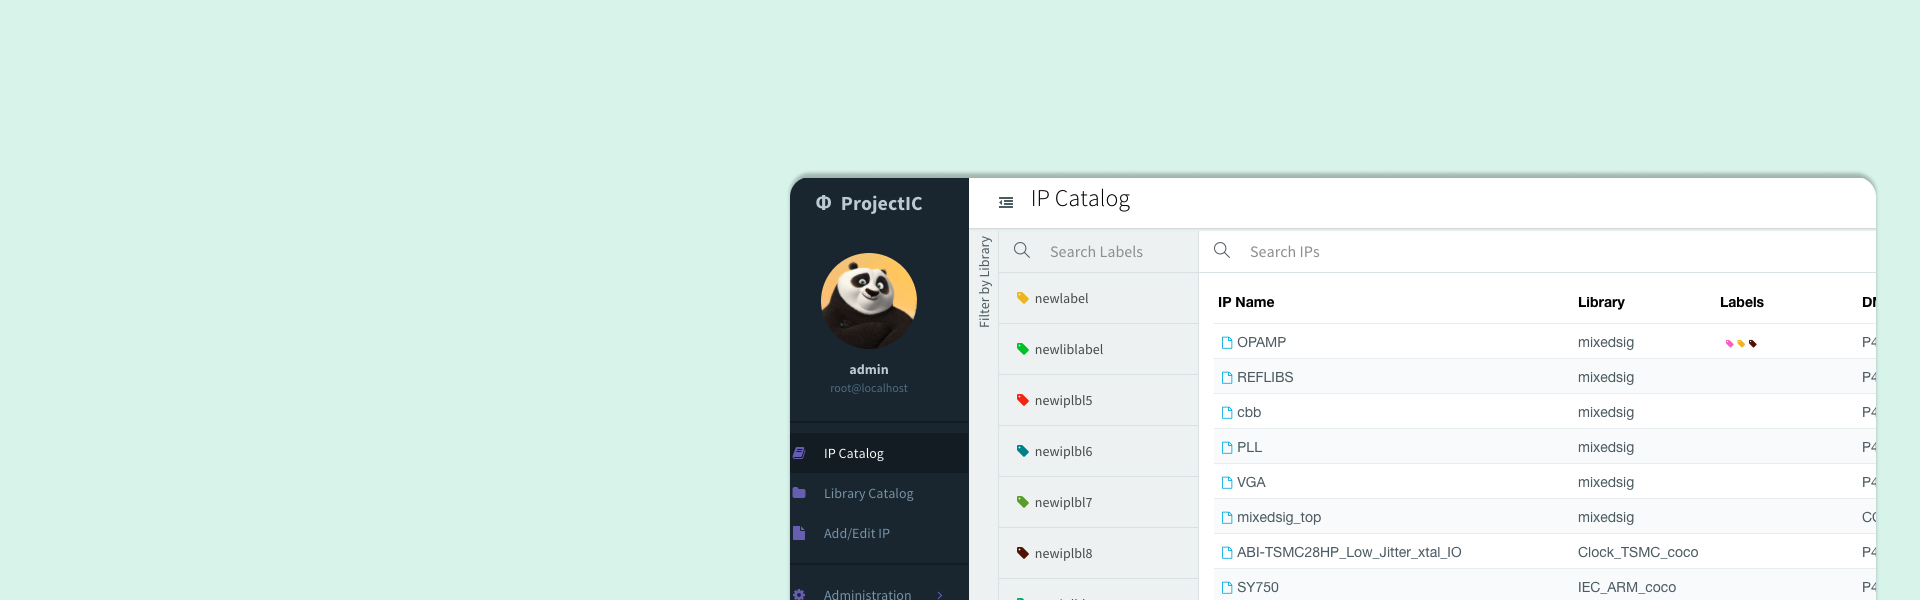 Φ ProjectIC
admin
root@localhost
IP Catalog
Library Catalog
Add/Edit IP
Administration
IP Catalog
Filter by Library
Search Labels
newlabel
newliblabel
newiplbl5
newiplbl6
newiplbl7
newiplbl8
Search IPs
IP Name Library Labels
OPAMP mixedsig P4
REFLIBS mixedsig P4
cbb mixedsig P4
PLL mixedsig P4
VGA mixedsig P4
mixedsig_top mixedsig
ABI-TSMC28HP_Low_Jitter_xtal_IO Clock_TSMC_coco P4
SY750 IEC_ARM_coco P4